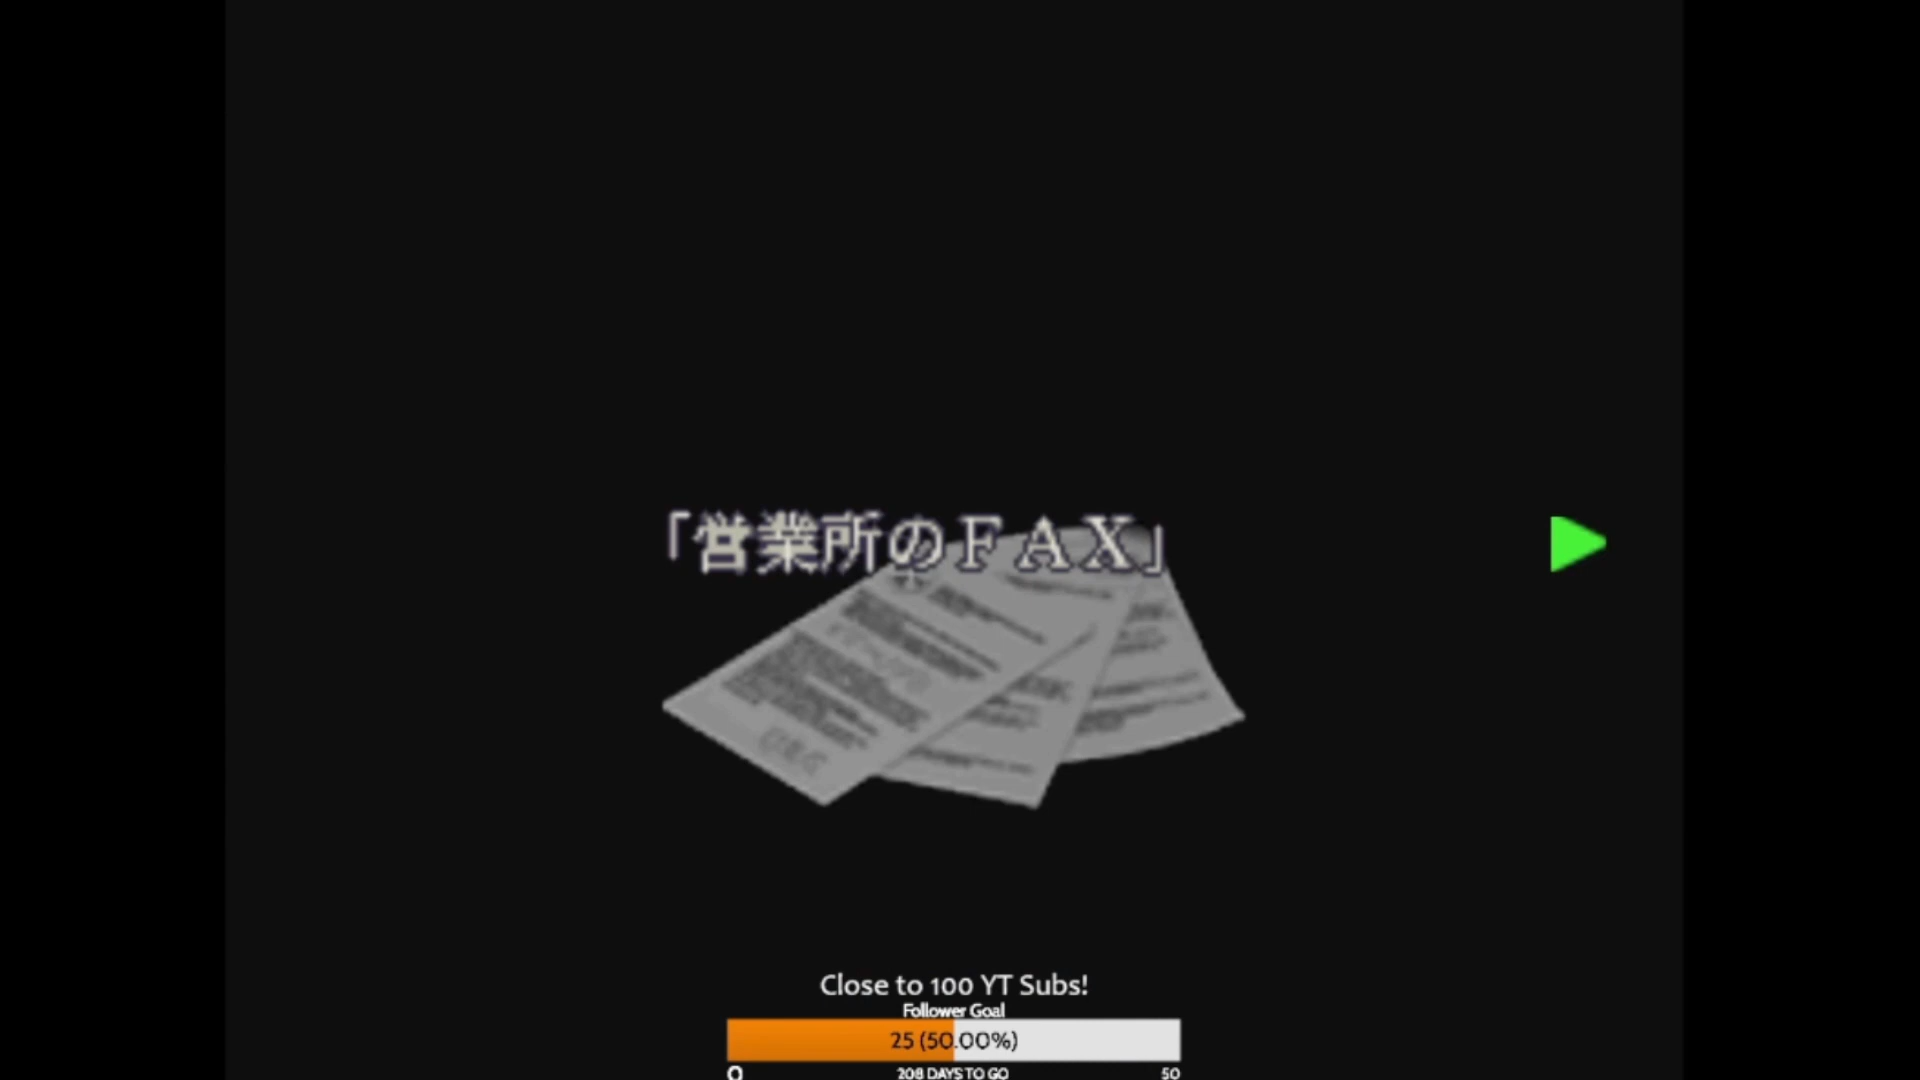 「営業所のＦＡＸ」
Close to 100 YT Subs!
Follower Goal
25 (50.00%)
0 208 DAYS TO GO 50